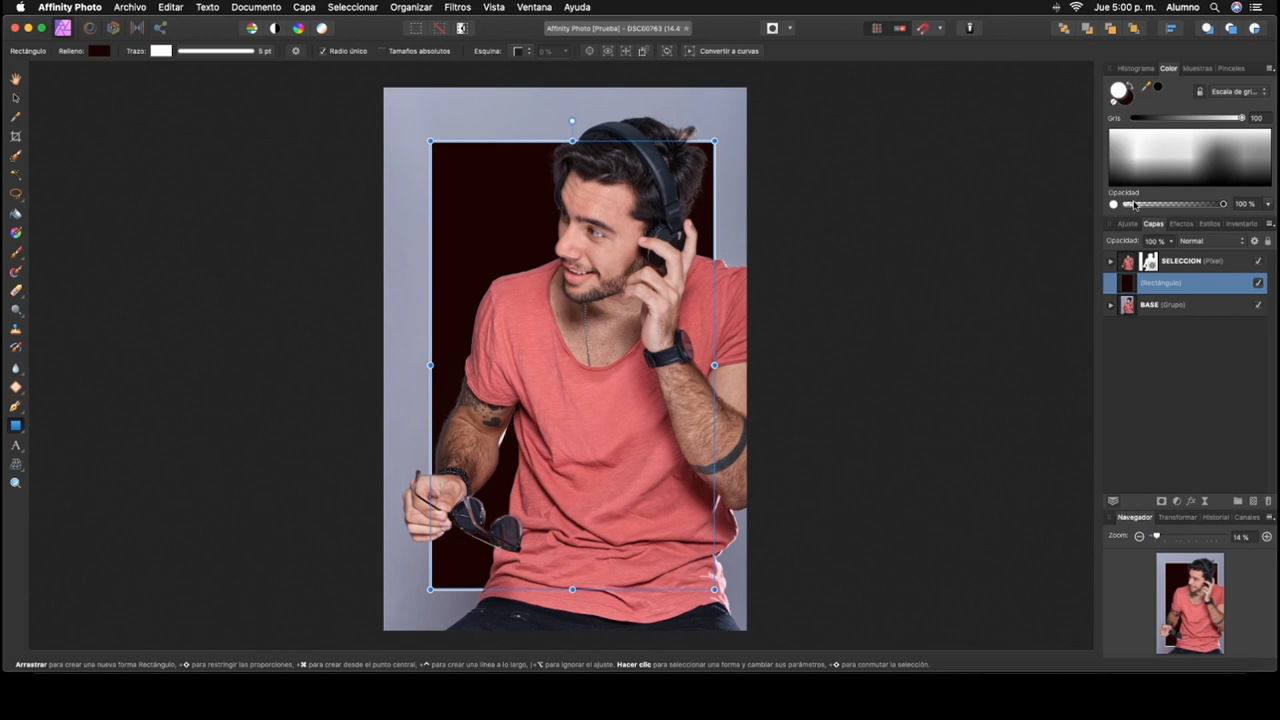 Affinity Photo Archivo Editar Texto Documento Capa Seleccionar Organizar Filtros Vista Ventana Ayuda Jue 5:00 p. m. Alumno
Affinity Photo [Prueba] - DSC00763 (14.4
Rectángulo Relleno: Trazo: 5 pt Radio único Tamaños absolutos Esquina: 0 % Convertir a curvas
Histograma Color Muestras Pinceles
Escala de gri...
Gris 100
Opacidad
100 %
Ajuste Capas Efectos Estilos Inventario
Opacidad: 100 % Normal
SELECCION (Píxel)
(Rectángulo)
BASE (Grupo)
Navegador Transformar Historial Canales
Zoom: 14 %
Arrastrar para crear una nueva forma Rectángulo, +⇧ para restringir las proporciones, +⌘ para crear desde el punto central, +^ para crear una línea a lo largo, |+⌥ para ignorar el ajuste. Hacer clic para seleccionar una forma y cambiar sus parámetros, +⇧ para conmutar la selección.